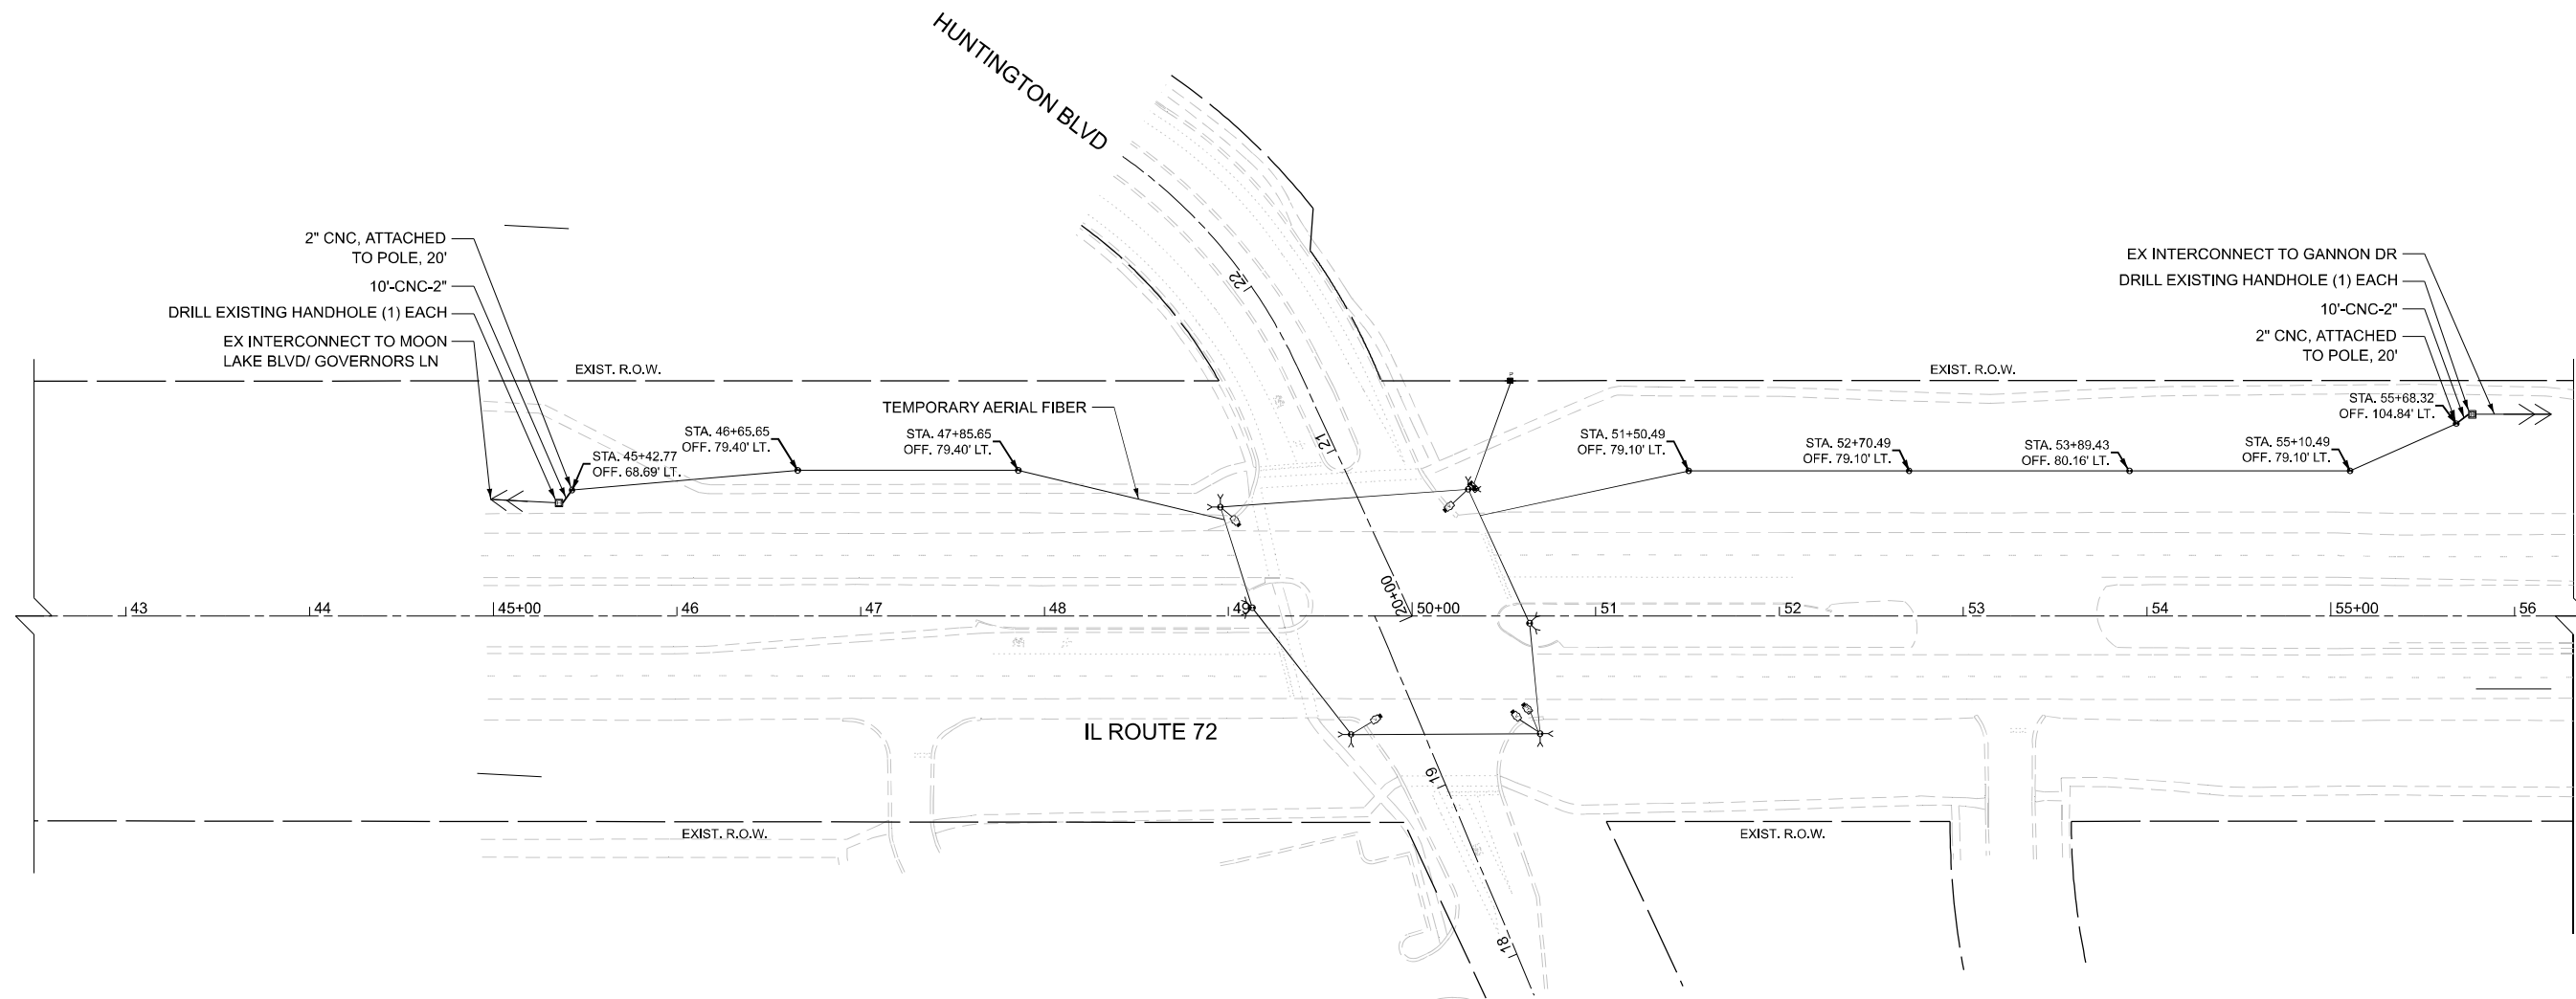 HUNTINGTON BLVD
2" CNC, ATTACHED
TO POLE, 20'
10'-CNC-2"
DRILL EXISTING HANDHOLE (1) EACH
EX INTERCONNECT TO MOON
LAKE BLVD/ GOVERNORS LN
EX INTERCONNECT TO GANNON DR
DRILL EXISTING HANDHOLE (1) EACH
10'-CNC-2"
2" CNC, ATTACHED
TO POLE, 20'
EXIST. R.O.W.
EXIST. R.O.W.
TEMPORARY AERIAL FIBER
STA. 45+42.77
OFF. 68.69' LT.
STA. 46+65.65
OFF. 79.40' LT.
STA. 47+85.65
OFF. 79.40' LT.
STA. 51+50.49
OFF. 79.10' LT.
STA. 52+70.49
OFF. 79.10' LT.
STA. 53+89.43
OFF. 80.16' LT.
STA. 55+10.49
OFF. 79.10' LT.
STA. 55+68.32
OFF. 104.84' LT.
22
21
20+00
19
18
43
44
45+00
46
47
48
49
50+00
51
52
53
54
55+00
56
IL ROUTE 72
EXIST. R.O.W.
EXIST. R.O.W.